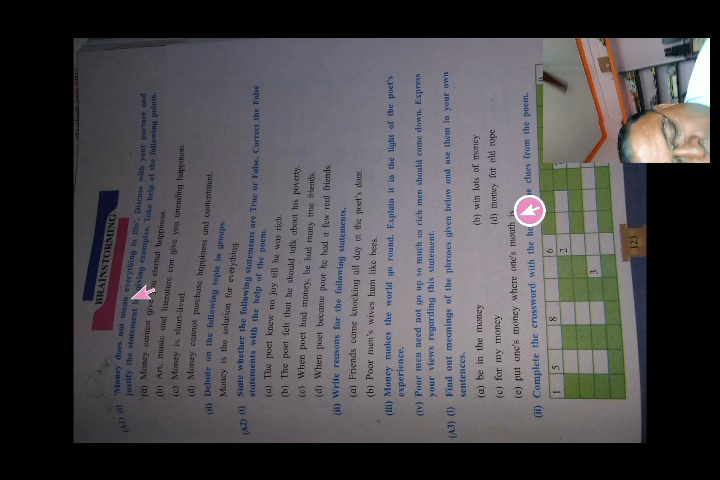 BRAINSTORMING
(A1) (i) 'Money does not mean everything in life'. Discuss with your partner and
justify the statement by giving examples. Take help of the following points.
(a) Money cannot give you eternal happiness.
(b) Art, music and literature can give you unending happiness.
(c) Money is short-lived.
(d) Money cannot purchase happiness and contentment.
(ii) Debate on the following topic in groups.
Money is the solution for everything.
(A2) (i) State whether the following statements are True or False. Correct the False
statements with the help of the poem.
(a) The poet knew no joy till he was rich.
(b) The poet felt that he should talk about his poverty.
(c) When poet had money, he had many true friends.
(d) When poet became poor he had a few real friends.
(ii) Write reasons for the following statements.
(a) Friends came knocking all day at the poet's door.
(b) Poor men's wives hum like bees.
(iii) Money makes the world go round. Explain it in the light of the poet's
experience.
(iv) Poor men need not go up so much as rich men should come down. Express
your views regarding this statement.
(A3) (i) Find out meanings of the phrases given below and use them in your own
sentences.
(a) be in the money (b) win lots of money
(c) for my money (d) money for old rope
(e) put one's money where one's mouth is
(ii) Complete the crossword with the clues from the poem.
1 5 8 6
2
3
123